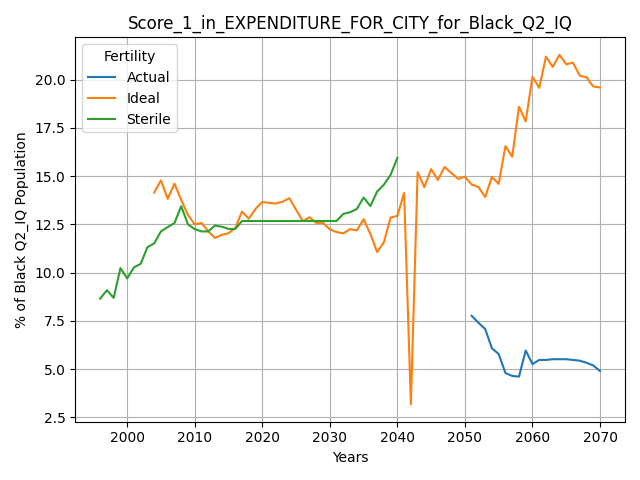 Score_1_in_EXPENDITURE_FOR_CITY_for_Black_Q2_IQ
Fertility
Actual
Ideal
Sterile
% of Black Q2_IQ Population
20.0
17.5
15.0
12.5
10.0
7.5
5.0
2.5
2000 2010 2020 2030 2040 2050 2060 2070
Years